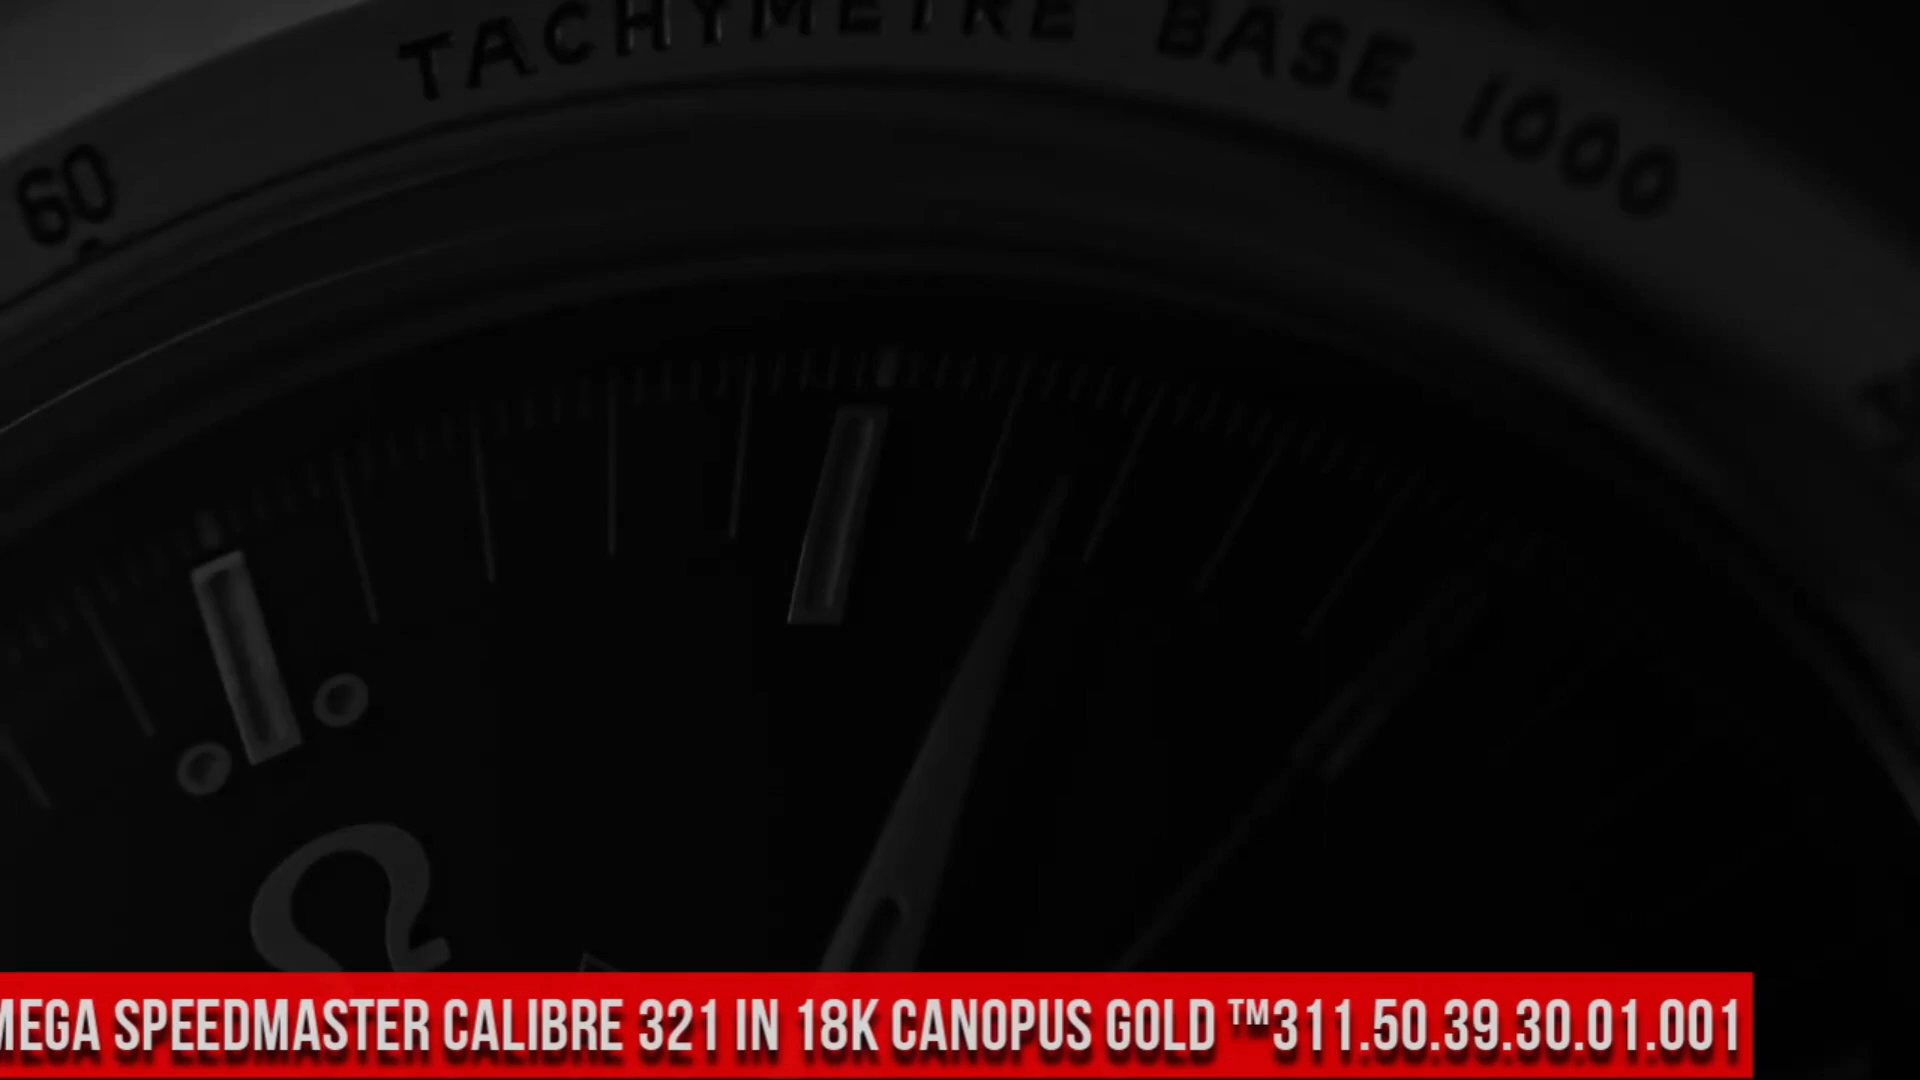 TACHYMETRE BASE 1000
60
Ω
MEGA SPEEDMASTER CALIBRE 321 IN 18K CANOPUS GOLD ™311.50.39.30.01.001